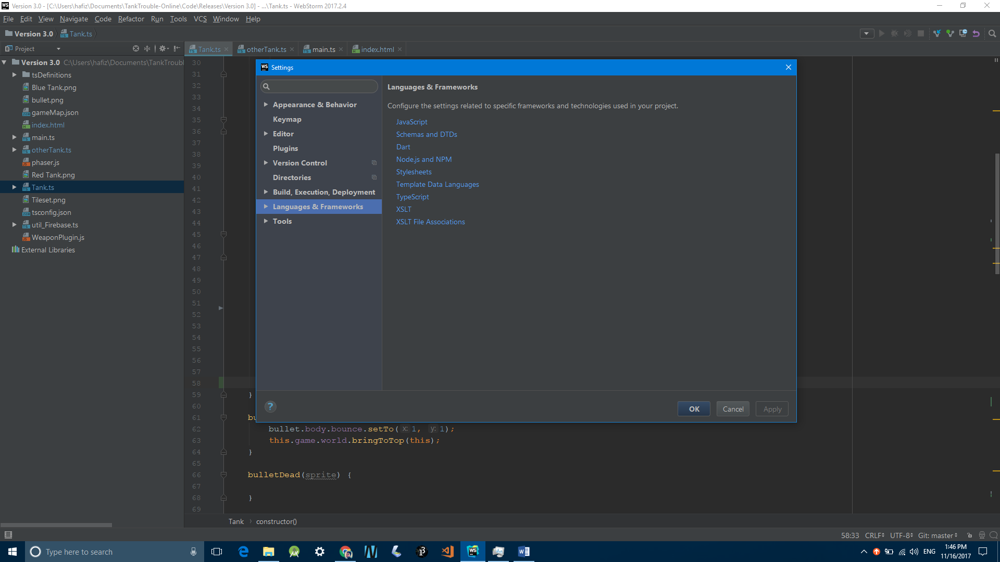 WS Version 3.0 - [C:\Users\hafiz\Documents\TankTrouble-Online\Code\Releases\Version 3.0] - ...\Tank.ts - WebStorm 2017.2.4
File Edit View Navigate Code Refactor Run Tools VCS Window Help
Version 3.0 Tank.ts
Project
Tank.ts otherTank.ts main.ts index.html
Version 3.0 C:\Users\hafiz\Documents\TankTroubl
tsDefinitions
Blue Tank.png
bullet.png
gameMap.json
index.html
main.ts
otherTank.ts
phaser.js
Red Tank.png
Tank.ts
Tileset.png
tsconfig.json
util_Firebase.ts
WeaponPlugin.js
External Libraries
30
31
32
33
34
35
36
37
38
39
40
41
42
43
44
45
46
47
48
49
50
51
52
53
54
55
56
57
58
59 }
60
61 bu
62 bullet.body.bounce.setTo( x: 1, y: 1);
63 this.game.world.bringToTop(this);
64 }
65
66 bulletDead(sprite) {
67
68 }
69
WS Settings
Appearance & Behavior
Keymap
Editor
Plugins
Version Control
Directories
Build, Execution, Deployment
Languages & Frameworks
Tools
Languages & Frameworks
Configure the settings related to specific frameworks and technologies used in your project.
JavaScript
Schemas and DTDs
Dart
Node.js and NPM
Stylesheets
Template Data Languages
TypeScript
XSLT
XSLT File Associations
? OK Cancel Apply
Tank constructor()
58:33 CRLF UTF-8 Git: master
Type here to search
ENG
1:46 PM
11/16/2017